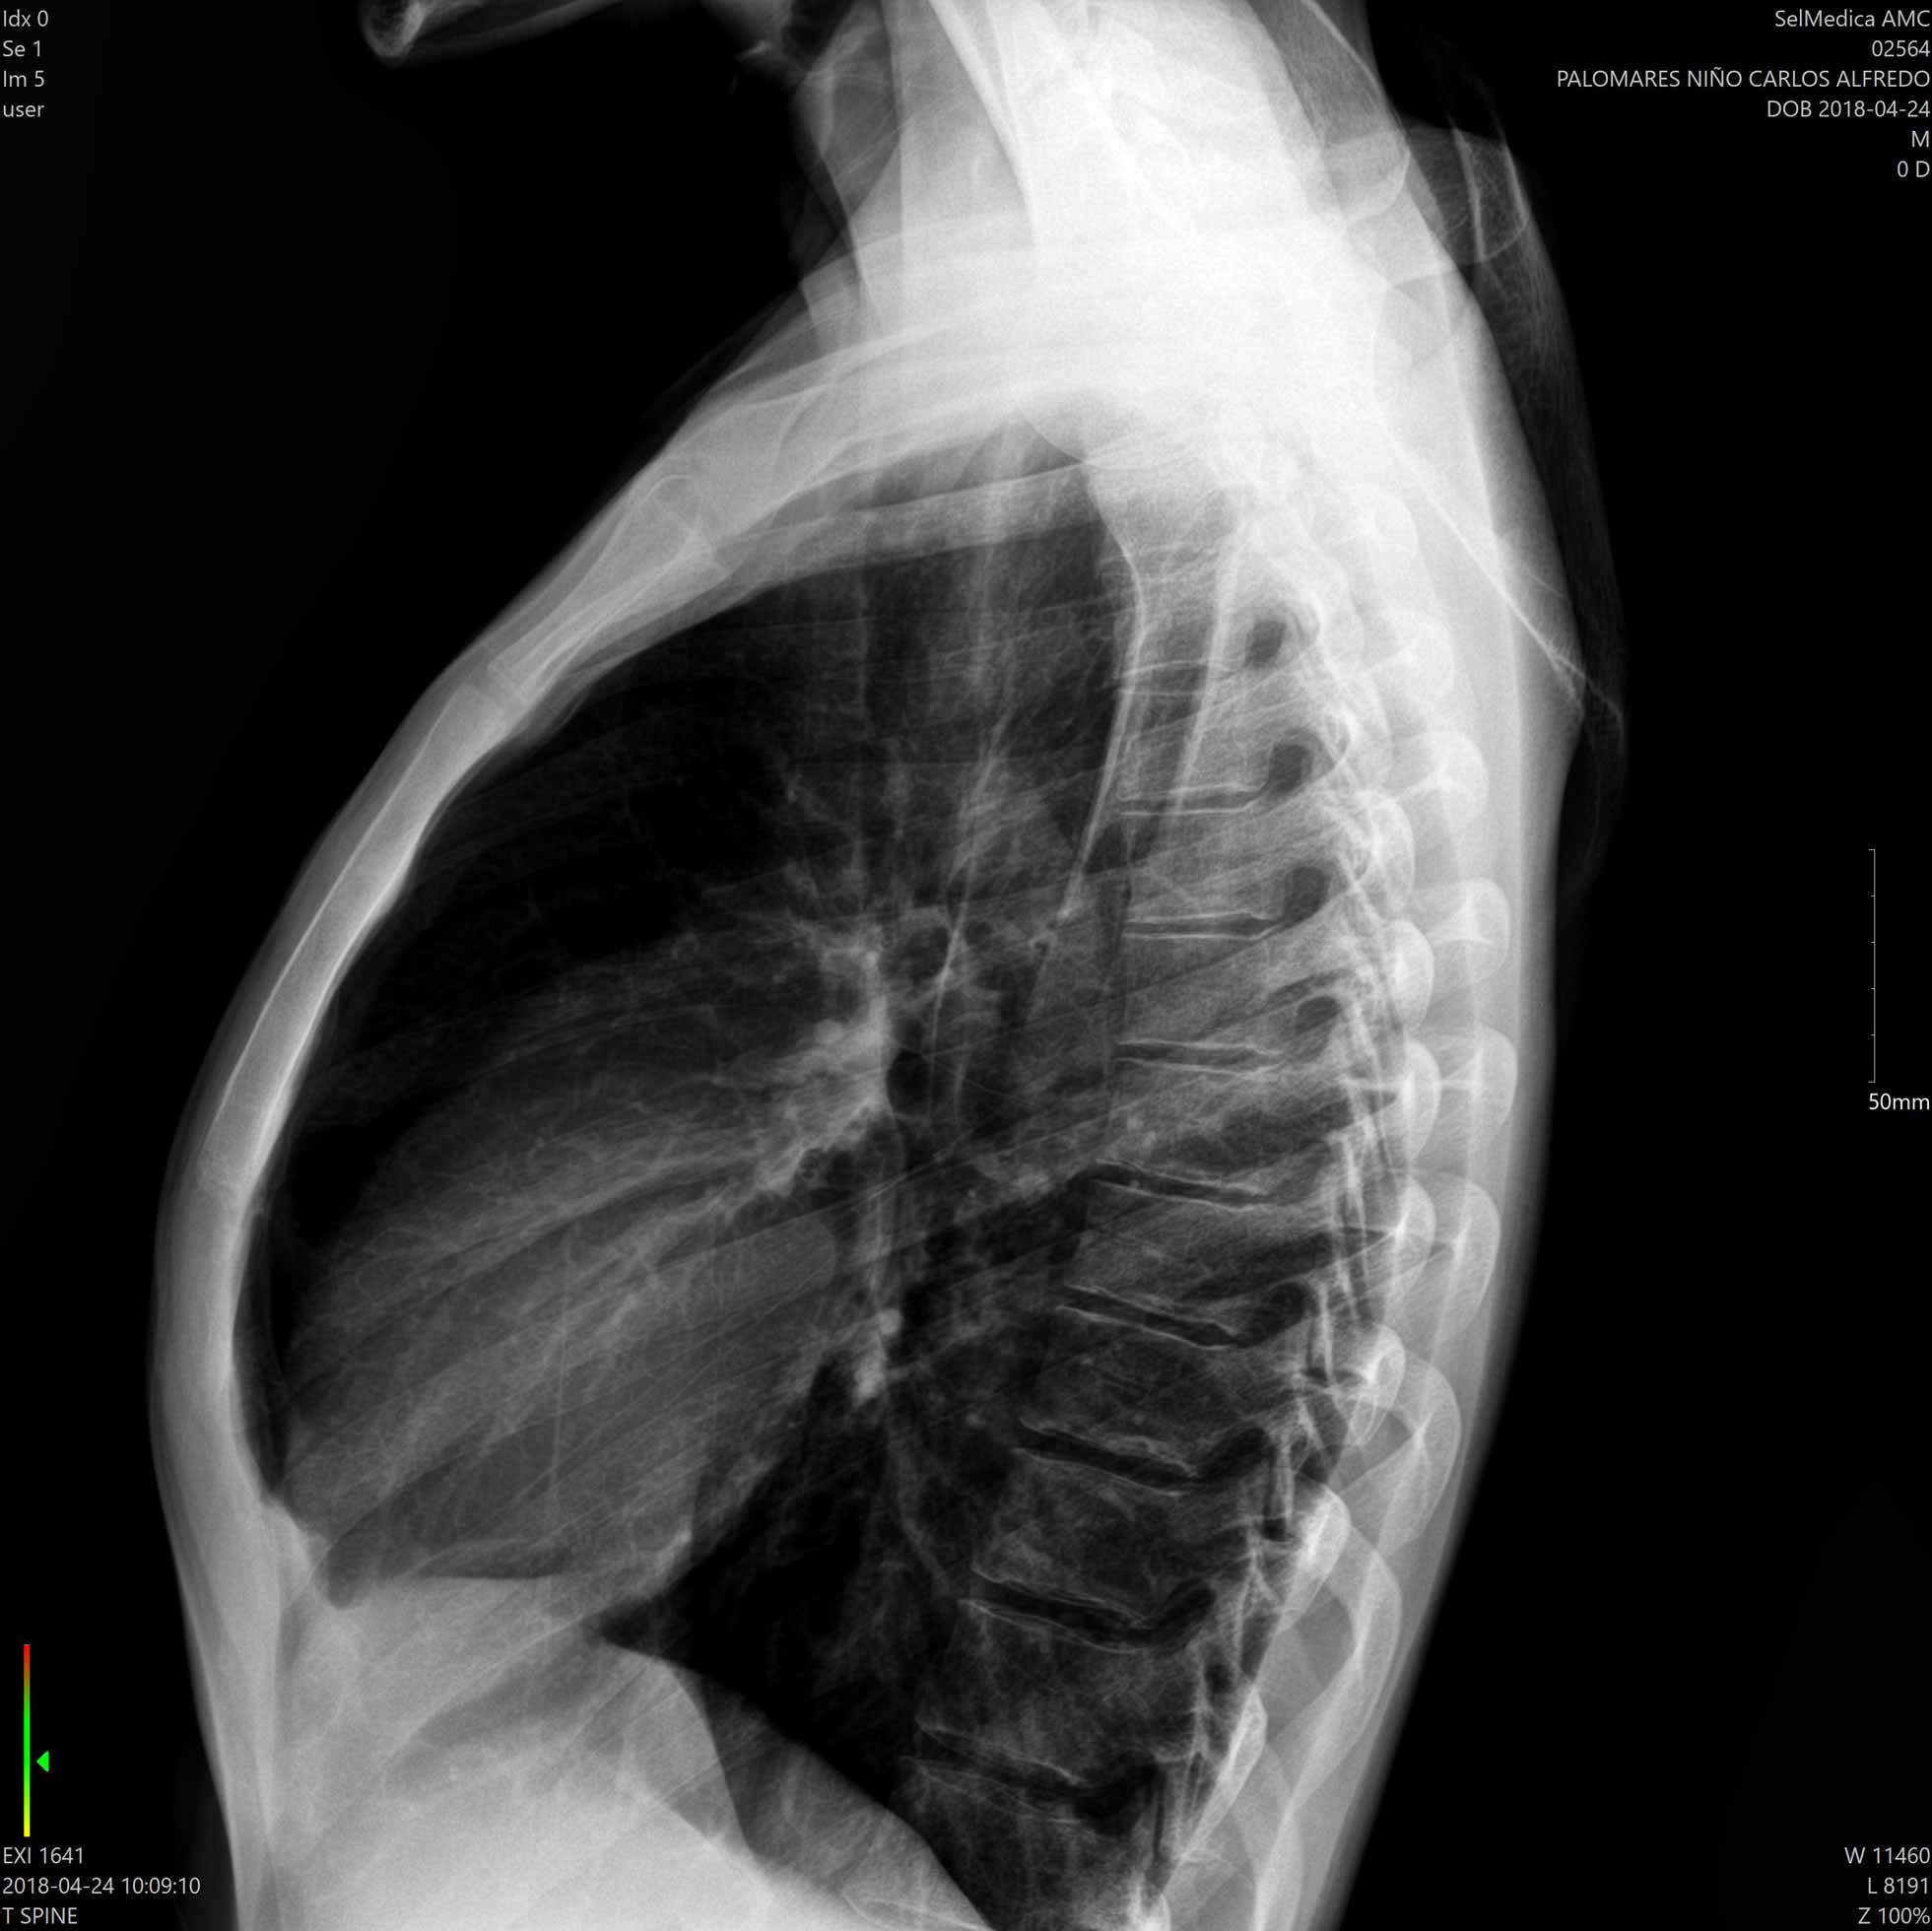 Idx 0
Se 1
Im 5
user
SelMedica AMC
02564
PALOMARES NIÑO CARLOS ALFREDO
DOB 2018-04-24
M
0 D
50mm
EXI 1641
2018-04-24 10:09:10
T SPINE
W 11460
L 8191
Z 100%